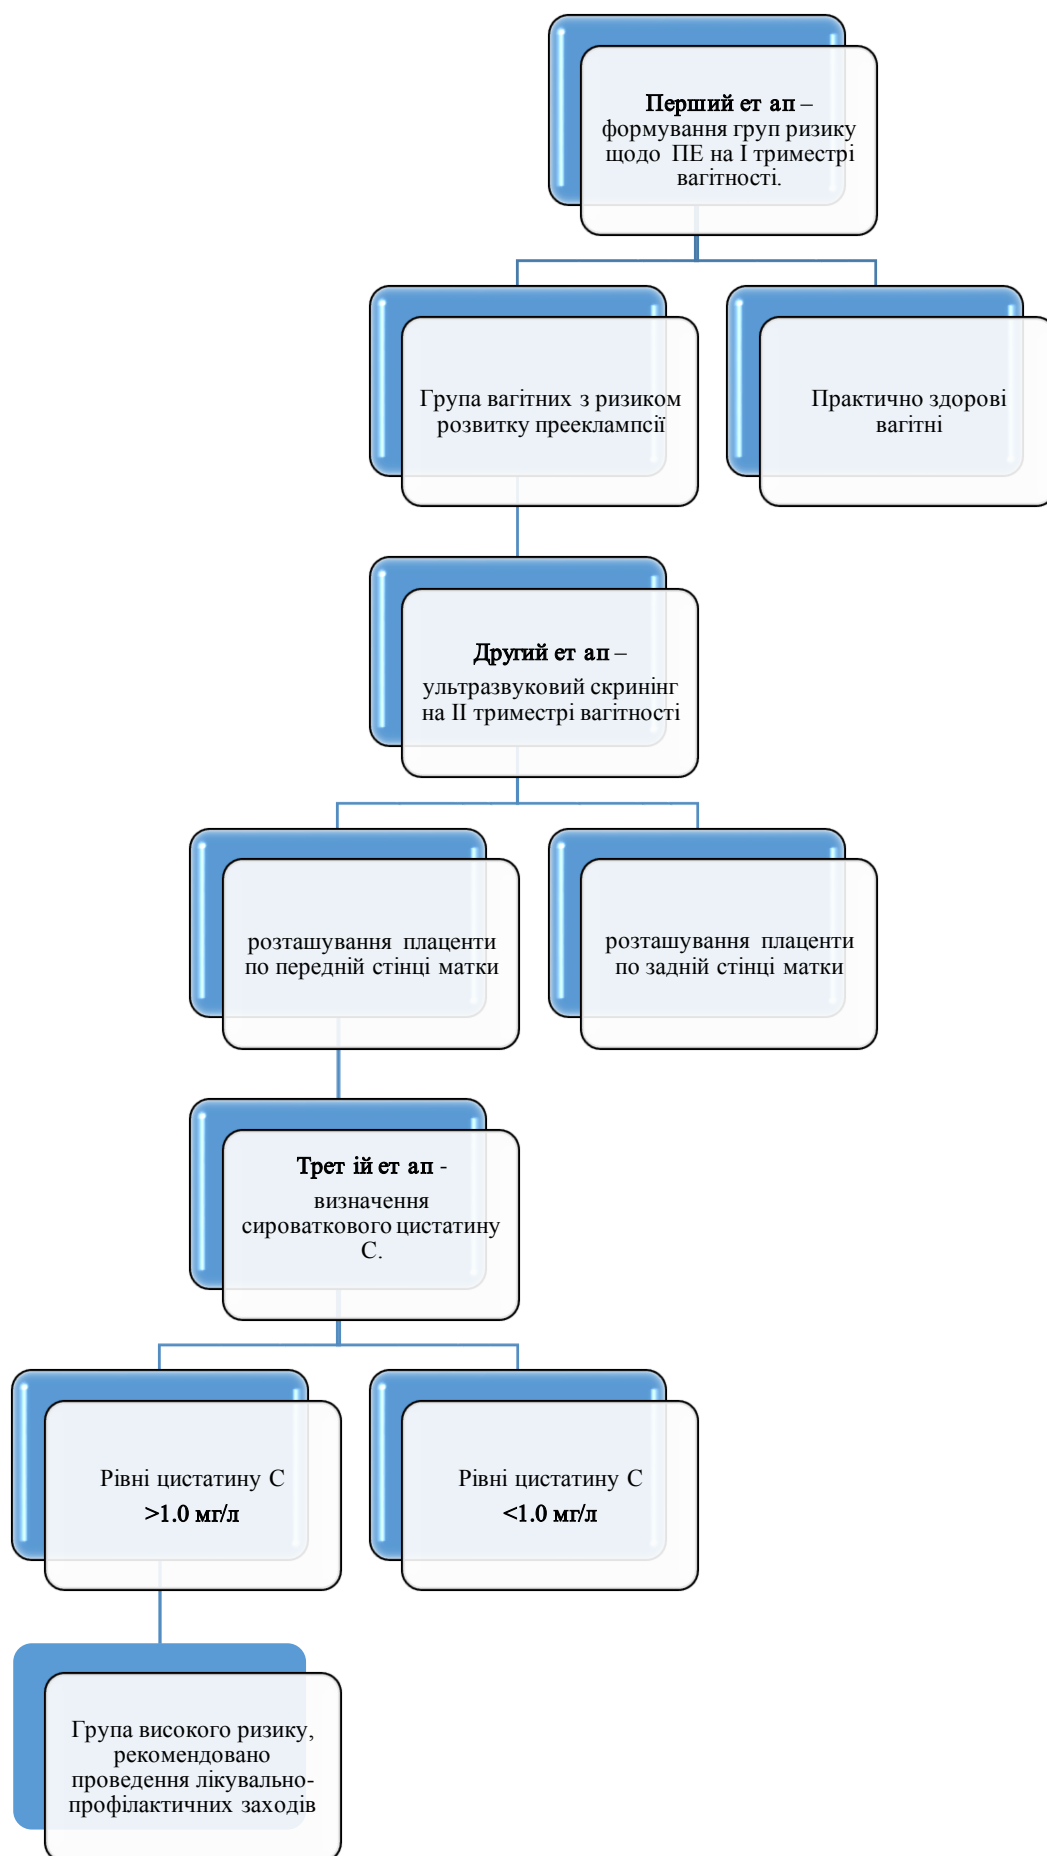 Перший ет ап –
формування груп ризику
щодо ПЕ на І триместрі
вагітності.
Група вагітних з ризиком
розвитку прееклампсії
Практично здорові
вагітні
Другий ет ап –
ультразвуковий скринінг
на ІІ триместрі вагітності
розташування плаценти
по передній стінці матки
розташування плаценти
по задній стінці матки
Трет ій ет ап -
визначення
сироваткового цистатину
С.
Рівні цистатину С
>1.0 мг/л
Рівні цистатину С
<1.0 мг/л
Група високого ризику,
рекомендовано
проведення лікувально-
профілактичних заходів